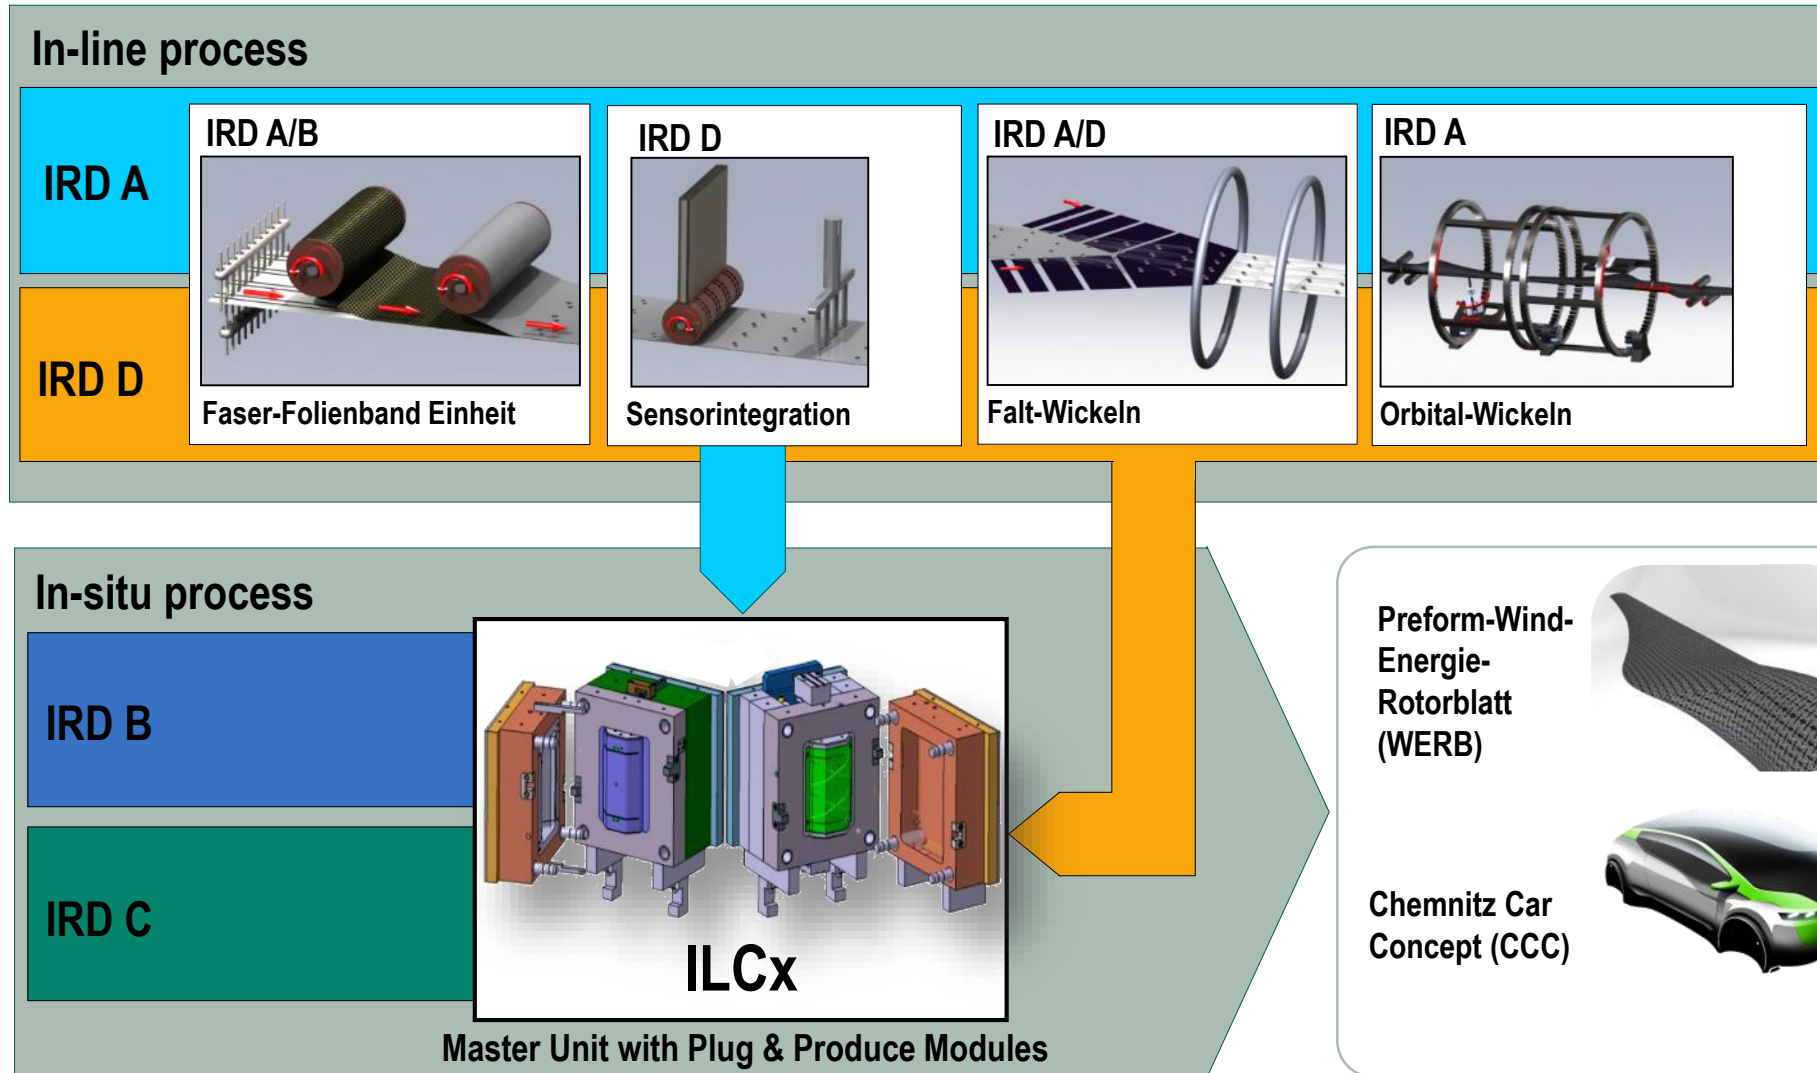 In-line process
IRD A
IRD D
IRD A/B
Faser-Folienband Einheit
IRD D
Sensorintegration
IRD A/D
Falt-Wickeln
IRD A
Orbital-Wickeln
In-situ process
IRD B
IRD C
ILCx
Master Unit with Plug & Produce Modules
Preform-Wind-
Energie-
Rotorblatt
(WERB)
Chemnitz Car
Concept (CCC)